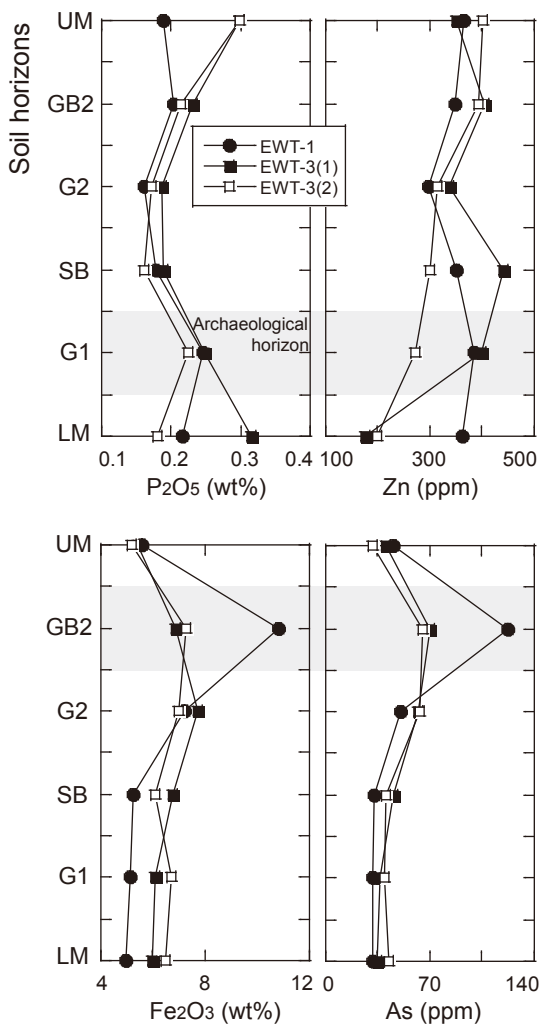 Soil horizons
UM
GB2
G2
SB
G1
LM
EWT-1
EWT-3(1)
EWT-3(2)
Archaeological
horizon
0.1 0.2 0.3 0.4
P2O5 (wt%)
100 300 500
Zn (ppm)
UM
GB2
G2
SB
G1
LM
4 8 12
Fe2O3 (wt%)
0 70 140
As (ppm)